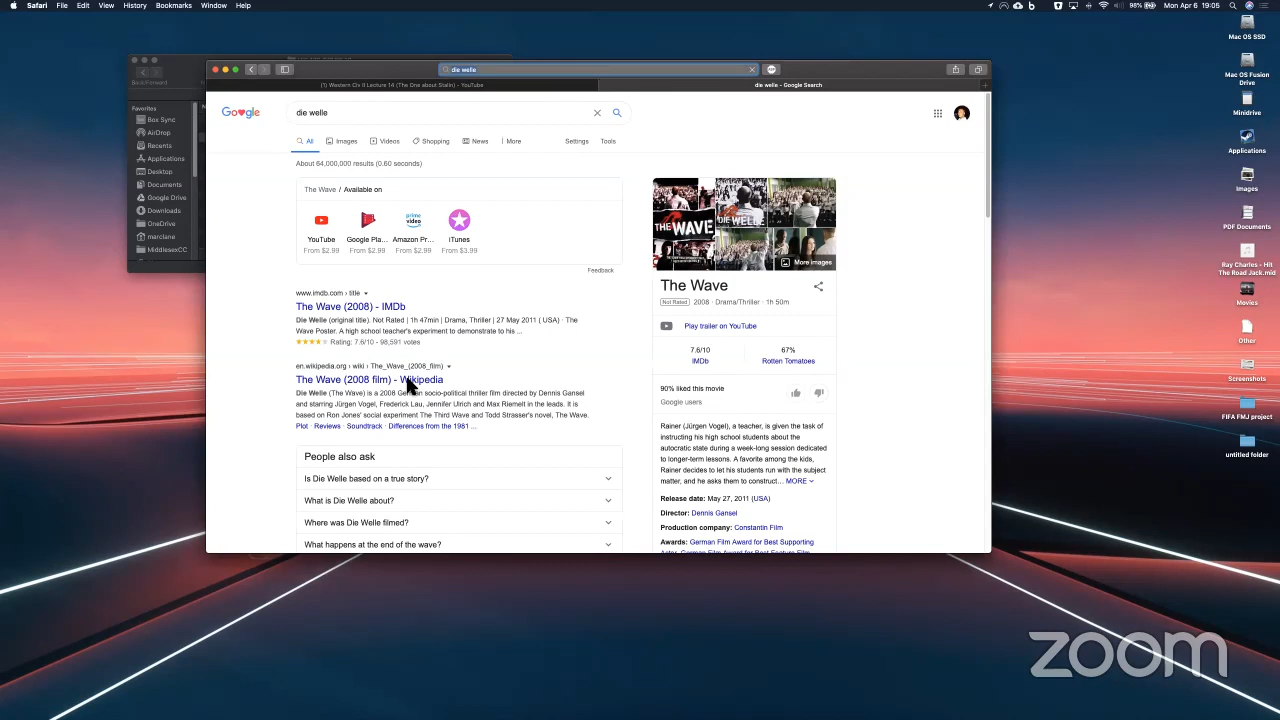 Safari File Edit View History Bookmarks Window Help
98% Mon Apr 6 19:05
die welle
(1) Western Civ II Lecture 14 (The One about Stalin) - YouTube
die welle - Google Search
Back/Forward
Favorites
Box Sync
AirDrop
Recents
Applications
Desktop
Documents
Google Drive
Downloads
OneDrive
marclane
MiddlesexCC
die welle
All Images Videos Shopping News More Settings Tools
About 64,000,000 results (0.60 seconds)
The Wave / Available on
prime video
YouTube Google Pla... Amazon Pr... iTunes
From $2.99 From $2.99 From $2.99 From $3.99
Feedback
www.imdb.com › title
The Wave (2008) - IMDb
Die Welle (original title). Not Rated | 1h 47min | Drama, Thriller | 27 May 2011 ( USA) · The
Wave Poster. A high school teacher's experiment to demonstrate to his ...
Rating: 7.6/10 - 98,591 votes
en.wikipedia.org › wiki › The_Wave_(2008_film)
The Wave (2008 film) - Wikipedia
Die Welle (The Wave) is a 2008 German socio-political thriller film directed by Dennis Gansel
and starring Jürgen Vogel, Frederick Lau, Jennifer Ulrich and Max Riemelt in the leads. It is
based on Ron Jones' social experiment The Third Wave and Todd Strasser's novel, The Wave.
Plot · Reviews · Soundtrack · Differences from the 1981 ...
People also ask
Is Die Welle based on a true story?
What is Die Welle about?
Where was Die Welle filmed?
What happens at the end of the wave?
THE WAVE
DIE WELLE
More images
The Wave
Not Rated 2008 · Drama/Thriller · 1h 50m
Play trailer on YouTube
7.6/10 67%
IMDb Rotten Tomatoes
90% liked this movie
Google users
Rainer (Jürgen Vogel), a teacher, is given the task of
instructing his high school students about the
autocratic state during a week-long session dedicated
to longer-term lessons. A favorite among the kids,
Rainer decides to let his students run with the subject
matter, and he asks them to construct... MORE
Release date: May 27, 2011 (USA)
Director: Dennis Gansel
Production company: Constantin Film
Awards: German Film Award for Best Supporting
Actor, German Film Award for Best Feature Film
Mac OS SSD
Mac OS Fusion
Drive
Minidrive
Applications
Images
PDF Documents
Ray Charles - Hit
The Road Jack.mid
Movies
Other
Screenshots
FIFA FMJ project
untitled folder
zoom